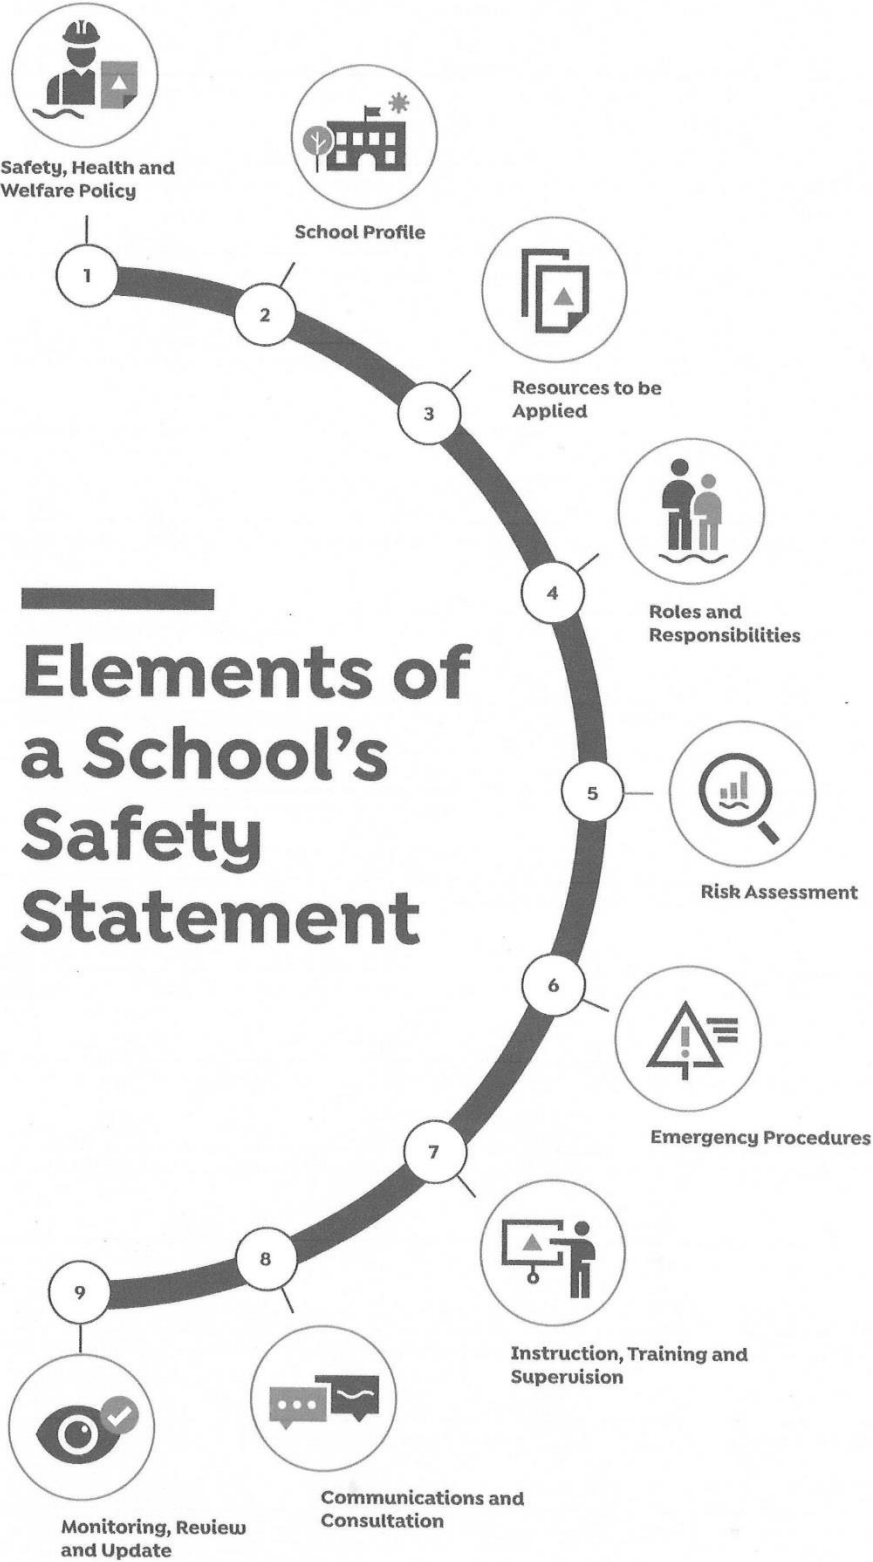 Safety, Health and
Welfare Policy
School Profile
1
2
Resources to be
Applied
3
Roles and
Responsibilities
4
Elements of
a School's
Safety
Statement
5
Risk Assessment
6
Emergency Procedures
7
Instruction, Training and
Supervision
8
9
Communications and
Consultation
Monitoring, Review
and Update